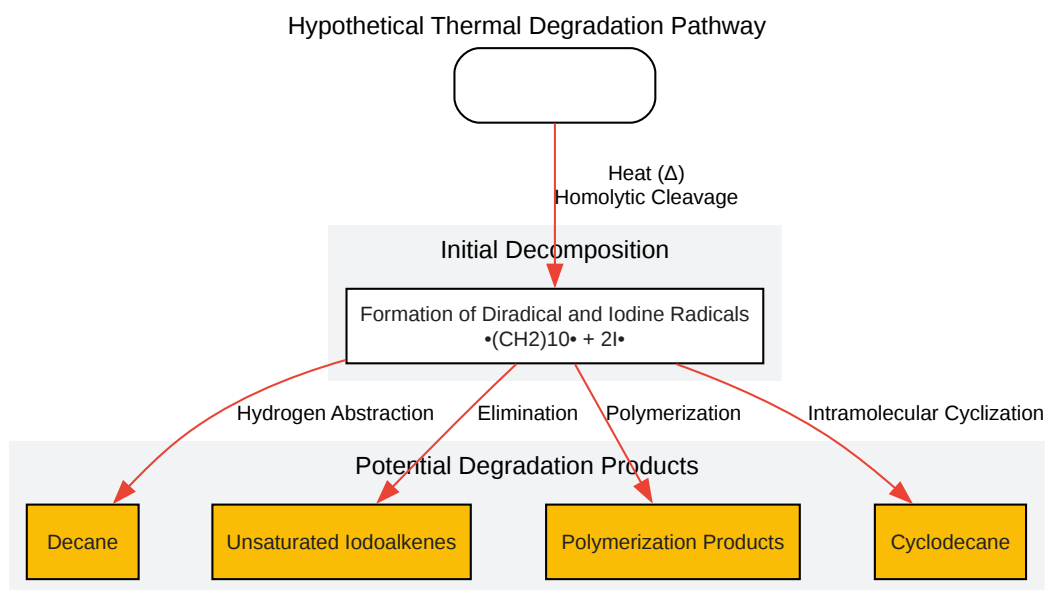 Hypothetical Thermal Degradation Pathway
Heat (Δ)
Homolytic Cleavage
Initial Decomposition
Formation of Diradical and Iodine Radicals
•(CH2)10• + 2I•
Hydrogen Abstraction
Elimination
Polymerization
Intramolecular Cyclization
Potential Degradation Products
Decane
Unsaturated Iodoalkenes
Polymerization Products
Cyclodecane